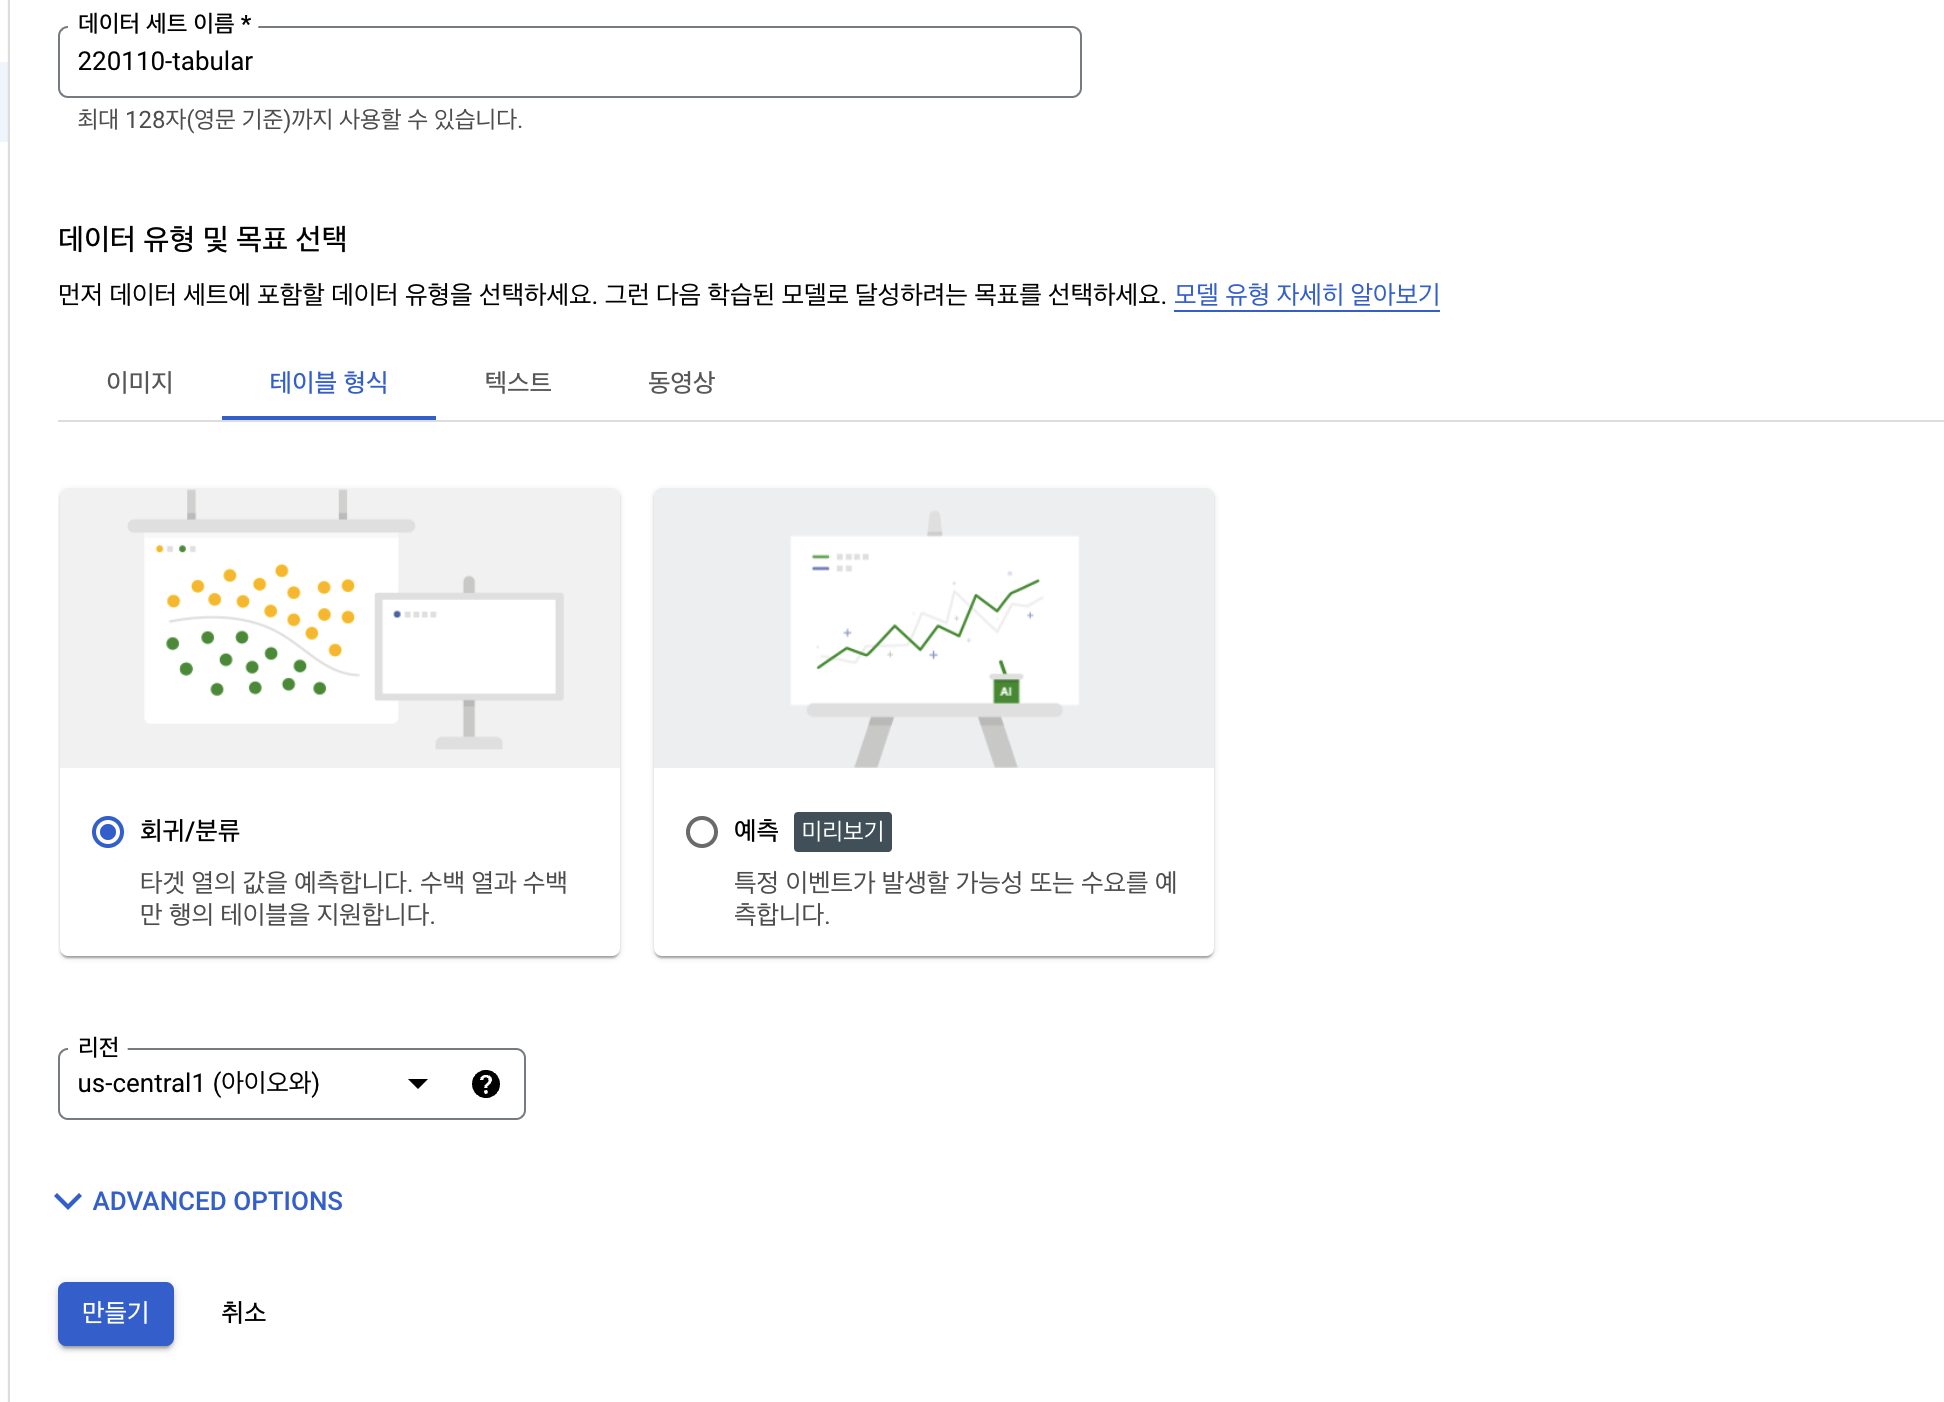 데이터 세트 이름 *
220110-tabular
최대 128자(영문 기준)까지 사용할 수 있습니다.
데이터 유형 및 목표 선택
먼저 데이터 세트에 포함할 데이터 유형을 선택하세요. 그런 다음 학습된 모델로 달성하려는 목표를 선택하세요. 모델 유형 자세히 알아보기
이미지 테이블 형식 텍스트 동영상
AI
회귀/분류
타겟 열의 값을 예측합니다. 수백 열과 수백
만 행의 테이블을 지원합니다.
예측 미리보기
특정 이벤트가 발생할 가능성 또는 수요를 예
측합니다.
리전
us-central1 (아이오와)
ADVANCED OPTIONS
만들기 취소